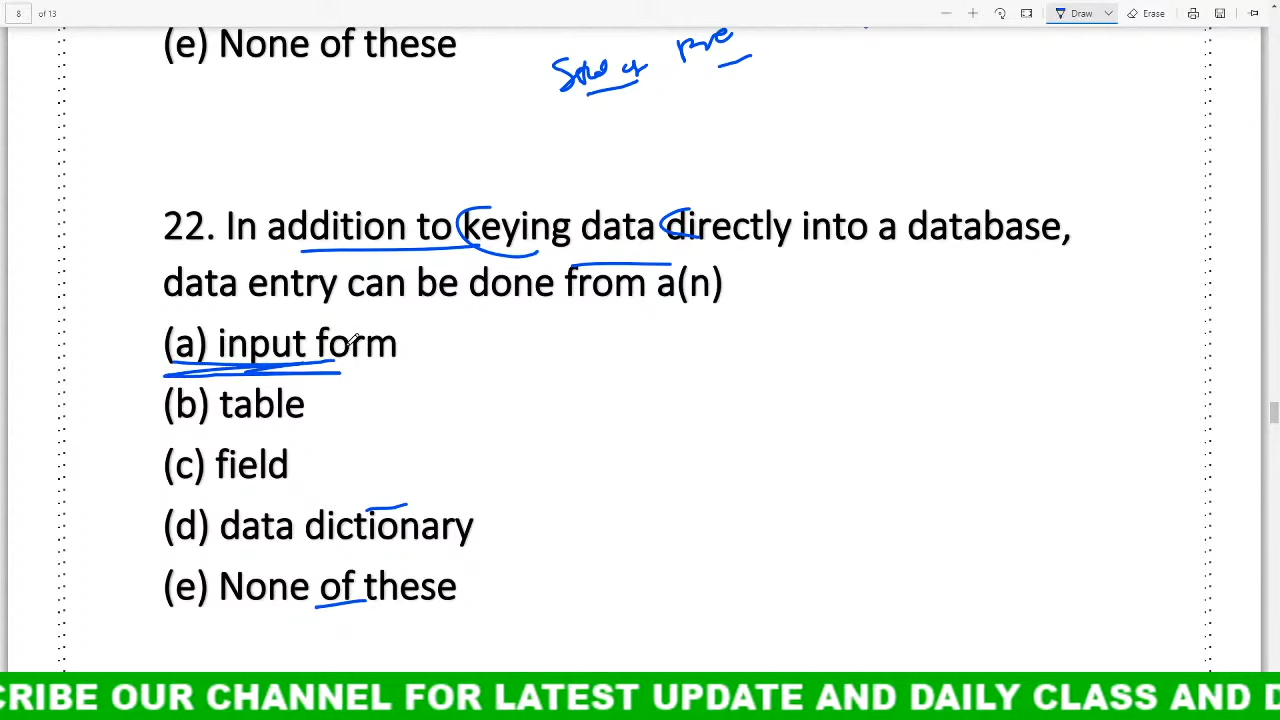 8 of 13
Draw
Erase
(e) None of these
22. In addition to keying data directly into a database,
data entry can be done from a(n)
(a) input form
(b) table
(c) field
(d) data dictionary
(e) None of these
CRIBE OUR CHANNEL FOR LATEST UPDATE AND DAILY CLASS AND D